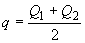 q = (Q₁ + Q₂) / 2